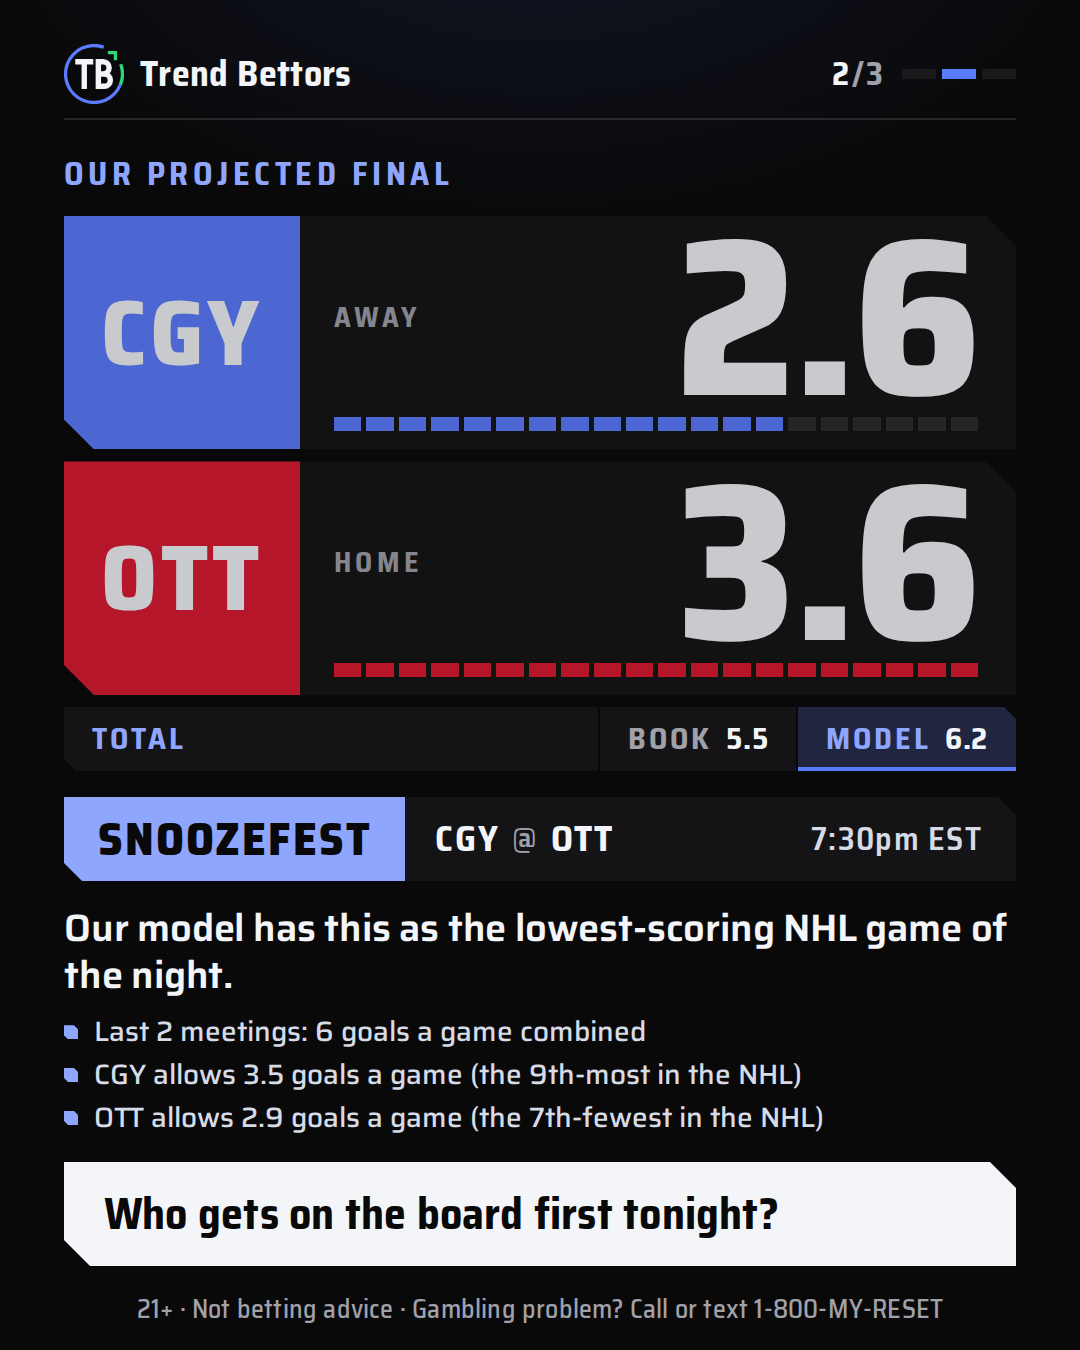 TB Trend Bettors
2/3
OUR PROJECTED FINAL
CGY
AWAY
2.6
OTT
HOME
3.6
TOTAL
BOOK 5.5
MODEL 6.2
SNOOZEFEST
CGY @ OTT
7:30pm EST
Our model has this as the lowest-scoring NHL game of
the night.
Last 2 meetings: 6 goals a game combined
CGY allows 3.5 goals a game (the 9th-most in the NHL)
OTT allows 2.9 goals a game (the 7th-fewest in the NHL)
Who gets on the board first tonight?
21+ · Not betting advice · Gambling problem? Call or text 1-800-MY-RESET